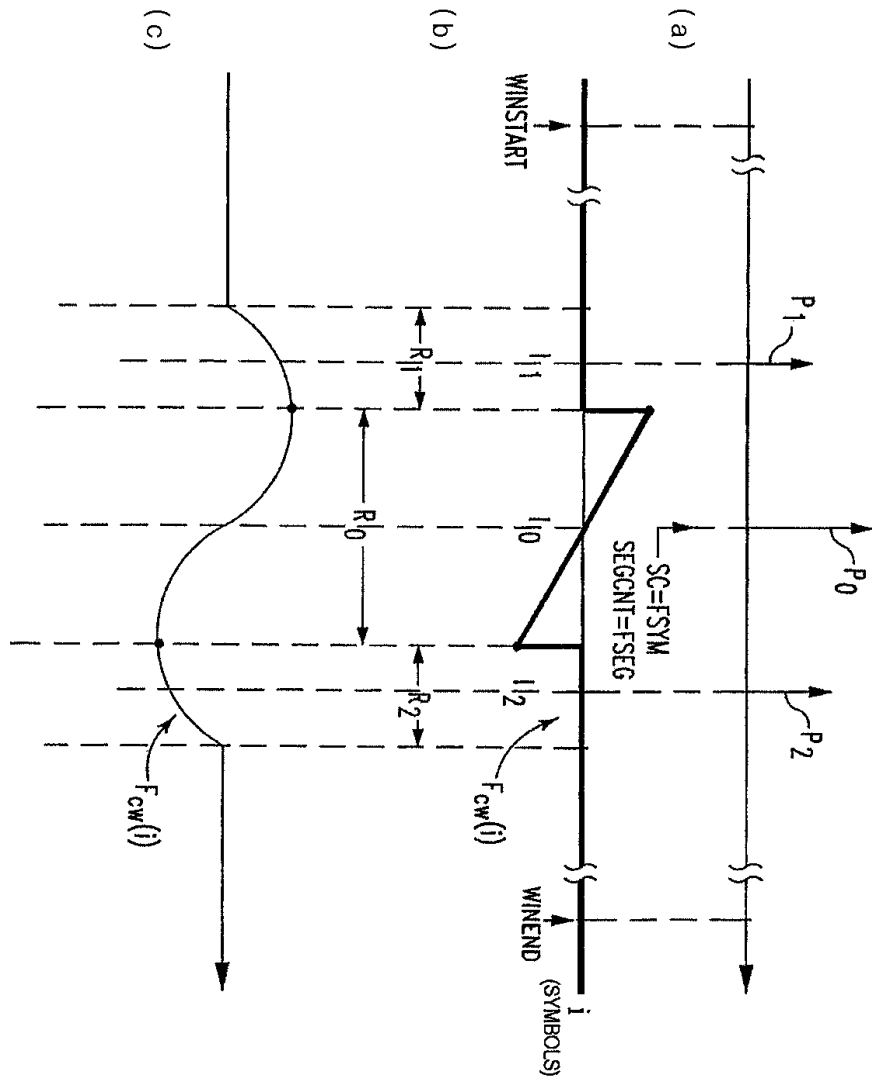 (a)
P1
P0
P2
SC=FSYM
SEGCNT=FSEG
(b)
WINSTART
I1
I0
I2
Fcw(i)
WINEND
i
(SYMBOLS)
R1
R0
R2
(c)
Fcw(i)